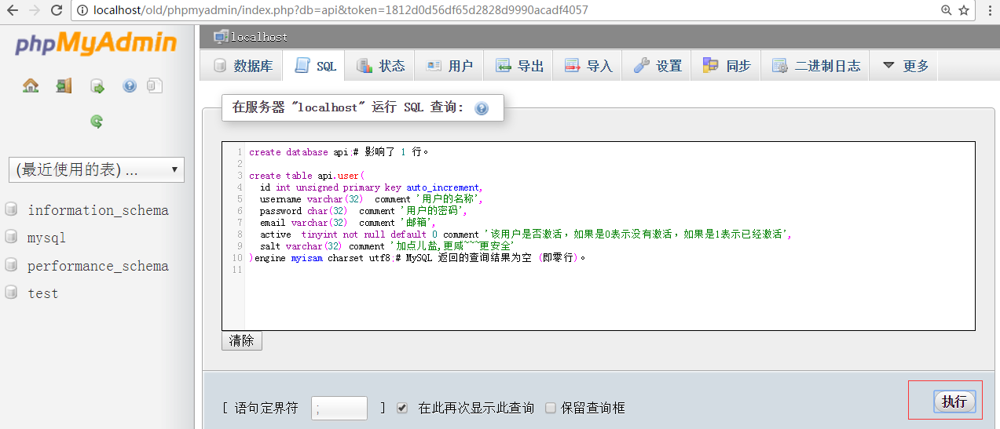 localhost/old/phpmyadmin/index.php?db=api&token=1812d0d56df65d2828d9990acadf4057
phpMyAdmin
(最近使用的表) ...
information_schema
mysql
performance_schema
test
localhost
数据库 SQL 状态 用户 导出 导入 设置 同步 二进制日志 更多
在服务器 "localhost" 运行 SQL 查询:
1 create database api;# 影响了 1 行。
2
3 create table api.user(
4 id int unsigned primary key auto_increment,
5 username varchar(32) comment '用户的名称',
6 password char(32) comment '用户的密码',
7 email varchar(32) comment '邮箱',
8 active tinyint not null default 0 comment '该用户是否激活，如果是0表示没有激活，如果是1表示已经激活',
9 salt varchar(32) comment '加点儿盐,更咸~~~更安全'
10 )engine myisam charset utf8;# MySQL 返回的查询结果为空 (即零行)。
11
清除
[ 语句定界符 ; ] 在此再次显示此查询 保留查询框
执行